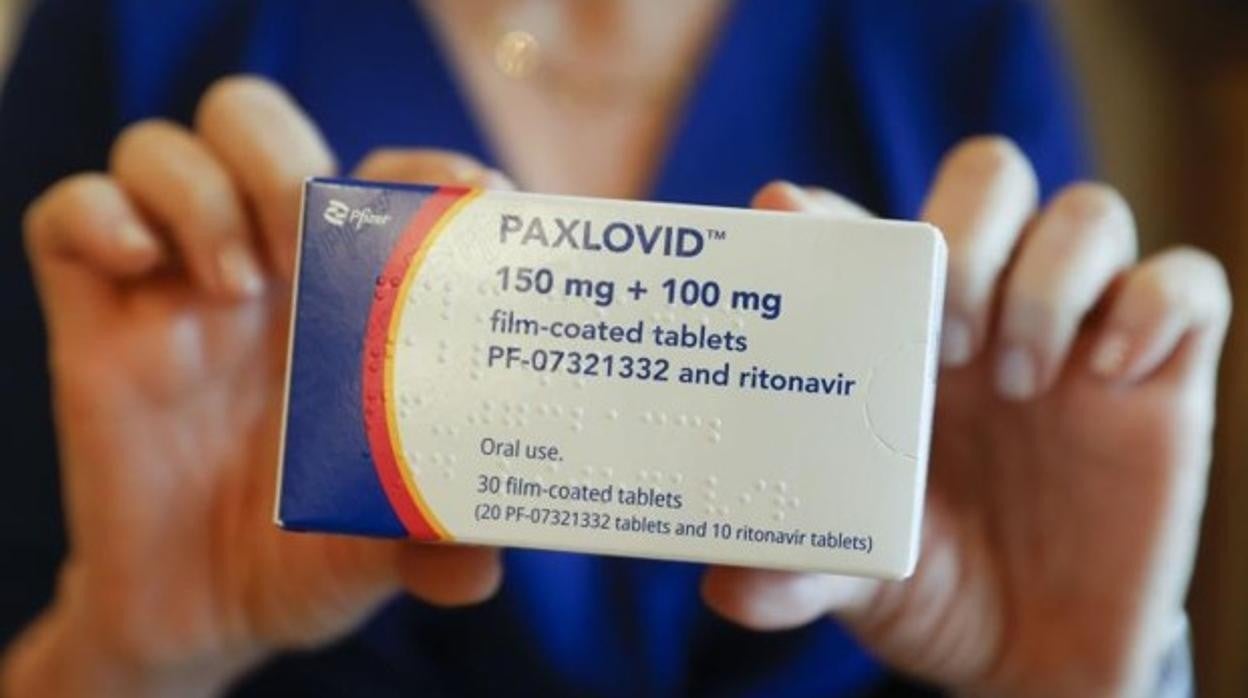 Pfizer
PAXLOVID™
150 mg + 100 mg
film-coated tablets
PF-07321332 and ritonavir
Oral use.
30 film-coated tablets
(20 PF-07321332 tablets and 10 ritonavir tablets)